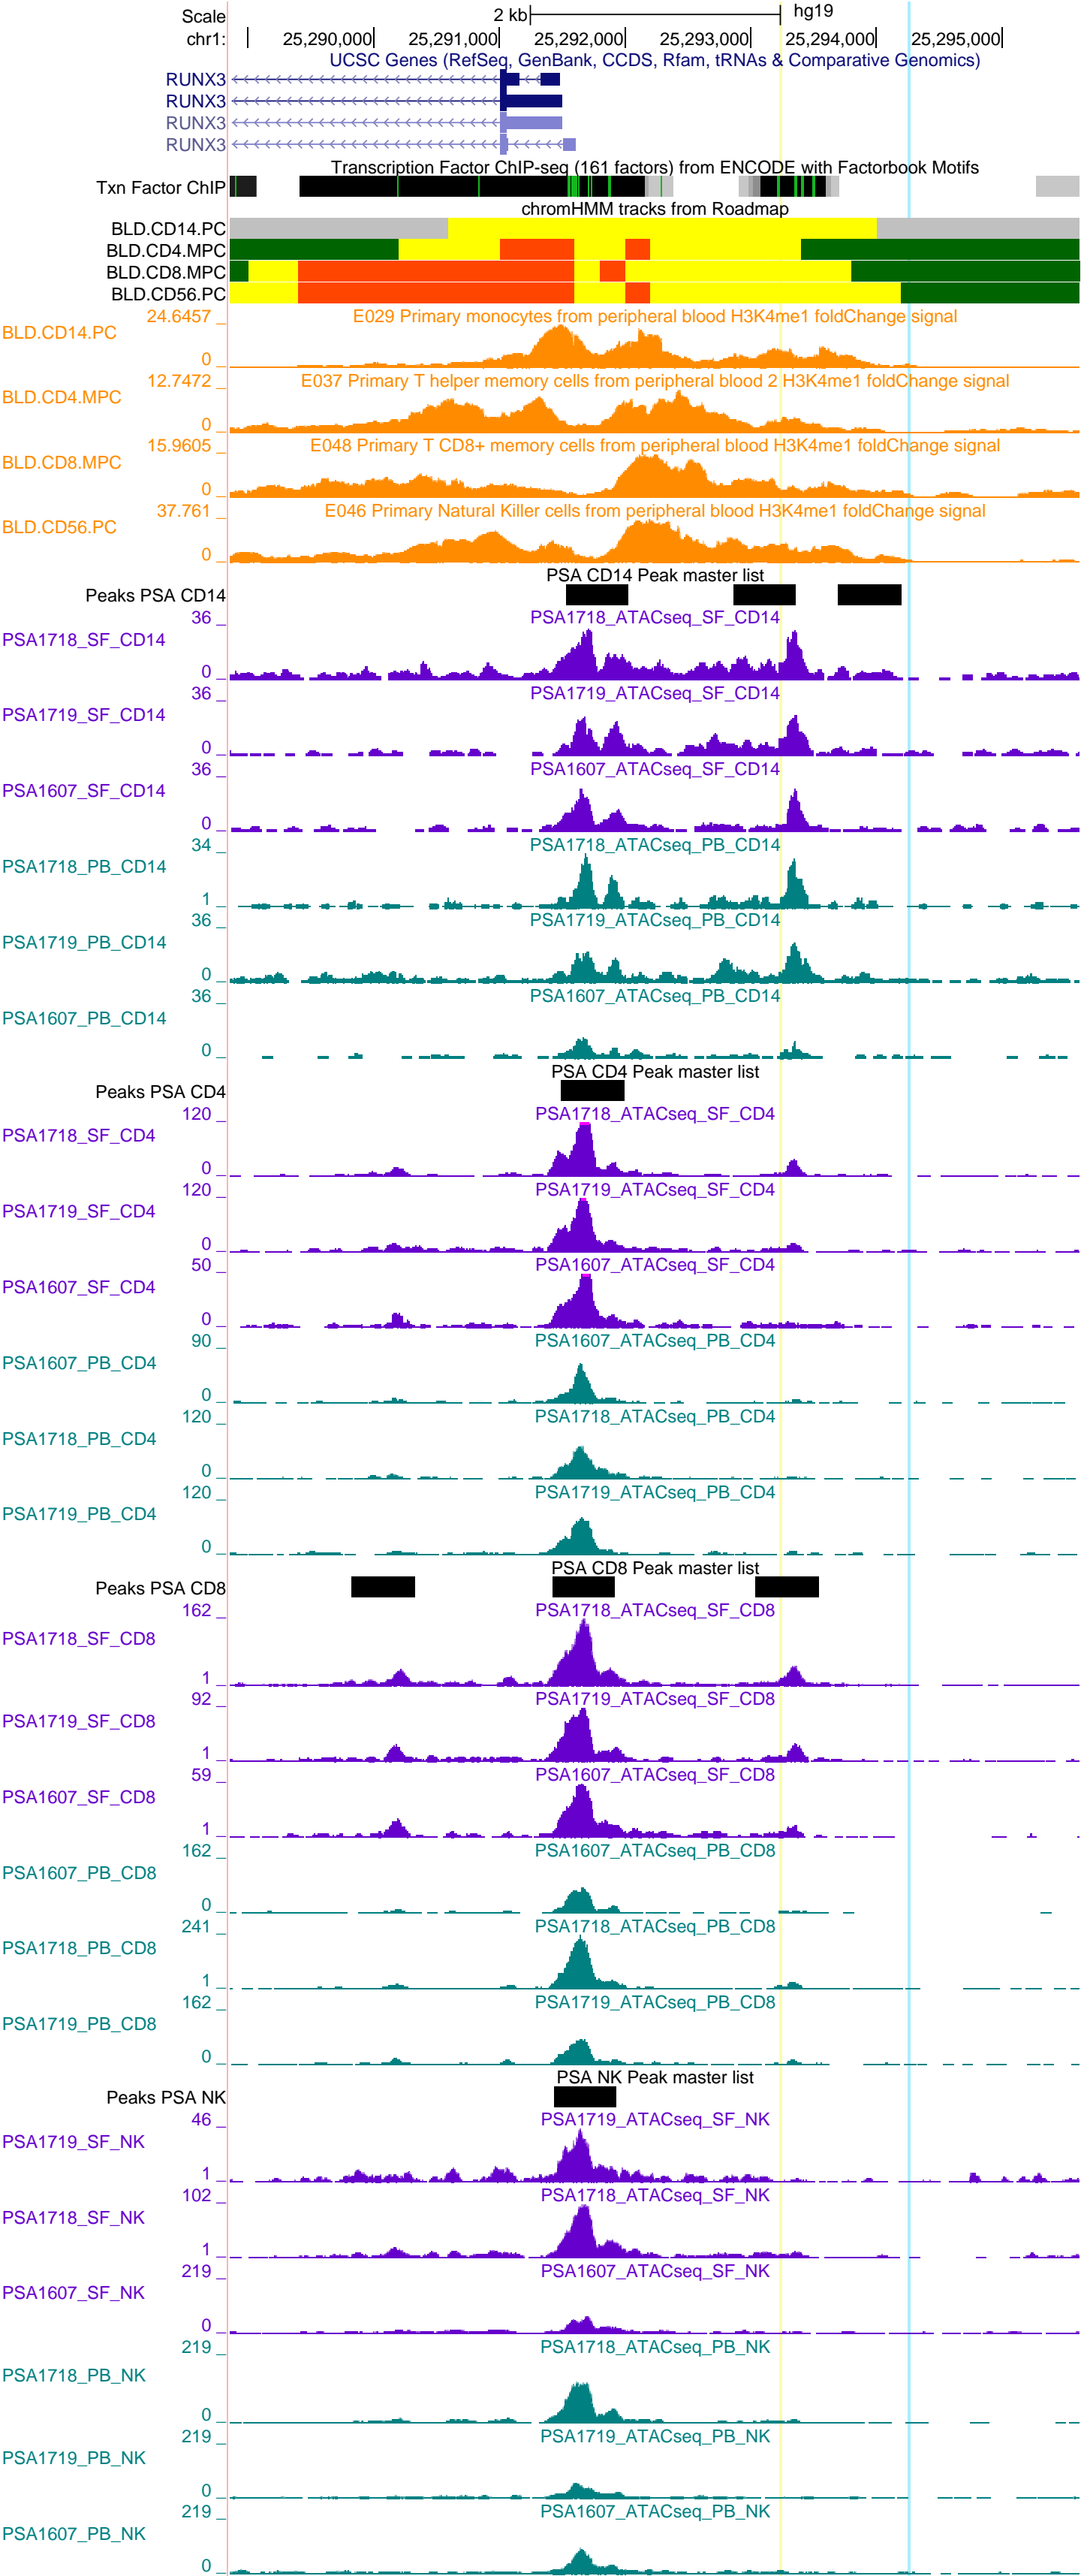 Scale 2 kb hg19
chr1: 25,290,000 25,291,000 25,292,000 25,293,000 25,294,000 25,295,000
UCSC Genes (RefSeq, GenBank, CCDS, Rfam, tRNAs & Comparative Genomics)
RUNX3
RUNX3
RUNX3
RUNX3
Transcription Factor ChIP-seq (161 factors) from ENCODE with Factorbook Motifs
Txn Factor ChIP
chromHMM tracks from Roadmap
BLD.CD14.PC
BLD.CD4.MPC
BLD.CD8.MPC
BLD.CD56.PC
24.6457 _ E029 Primary monocytes from peripheral blood H3K4me1 foldChange signal
BLD.CD14.PC
0 _
12.7472 _ E037 Primary T helper memory cells from peripheral blood 2 H3K4me1 foldChange signal
BLD.CD4.MPC
0 _
15.9605 _ E048 Primary T CD8+ memory cells from peripheral blood H3K4me1 foldChange signal
BLD.CD8.MPC
0 _
37.761 _ E046 Primary Natural Killer cells from peripheral blood H3K4me1 foldChange signal
BLD.CD56.PC
0 _
PSA CD14 Peak master list
Peaks PSA CD14
36 _ PSA1718_ATACseq_SF_CD14
PSA1718_SF_CD14
0 _
36 _ PSA1719_ATACseq_SF_CD14
PSA1719_SF_CD14
0 _
36 _ PSA1607_ATACseq_SF_CD14
PSA1607_SF_CD14
0 _
34 _ PSA1718_ATACseq_PB_CD14
PSA1718_PB_CD14
1 _
36 _ PSA1719_ATACseq_PB_CD14
PSA1719_PB_CD14
0 _
36 _ PSA1607_ATACseq_PB_CD14
PSA1607_PB_CD14
0 _
PSA CD4 Peak master list
Peaks PSA CD4
120 _ PSA1718_ATACseq_SF_CD4
PSA1718_SF_CD4
0 _
120 _ PSA1719_ATACseq_SF_CD4
PSA1719_SF_CD4
0 _
50 _ PSA1607_ATACseq_SF_CD4
PSA1607_SF_CD4
0 _
90 _ PSA1607_ATACseq_PB_CD4
PSA1607_PB_CD4
0 _
120 _ PSA1718_ATACseq_PB_CD4
PSA1718_PB_CD4
0 _
120 _ PSA1719_ATACseq_PB_CD4
PSA1719_PB_CD4
0 _
PSA CD8 Peak master list
Peaks PSA CD8
162 _ PSA1718_ATACseq_SF_CD8
PSA1718_SF_CD8
1 _
92 _ PSA1719_ATACseq_SF_CD8
PSA1719_SF_CD8
1 _
59 _ PSA1607_ATACseq_SF_CD8
PSA1607_SF_CD8
1 _
162 _ PSA1607_ATACseq_PB_CD8
PSA1607_PB_CD8
0 _
241 _ PSA1718_ATACseq_PB_CD8
PSA1718_PB_CD8
1 _
162 _ PSA1719_ATACseq_PB_CD8
PSA1719_PB_CD8
0 _
PSA NK Peak master list
Peaks PSA NK
46 _ PSA1719_ATACseq_SF_NK
PSA1719_SF_NK
1 _
102 _ PSA1718_ATACseq_SF_NK
PSA1718_SF_NK
1 _
219 _ PSA1607_ATACseq_SF_NK
PSA1607_SF_NK
0 _
219 _ PSA1718_ATACseq_PB_NK
PSA1718_PB_NK
0 _
219 _ PSA1719_ATACseq_PB_NK
PSA1719_PB_NK
0 _
219 _ PSA1607_ATACseq_PB_NK
PSA1607_PB_NK
0 _